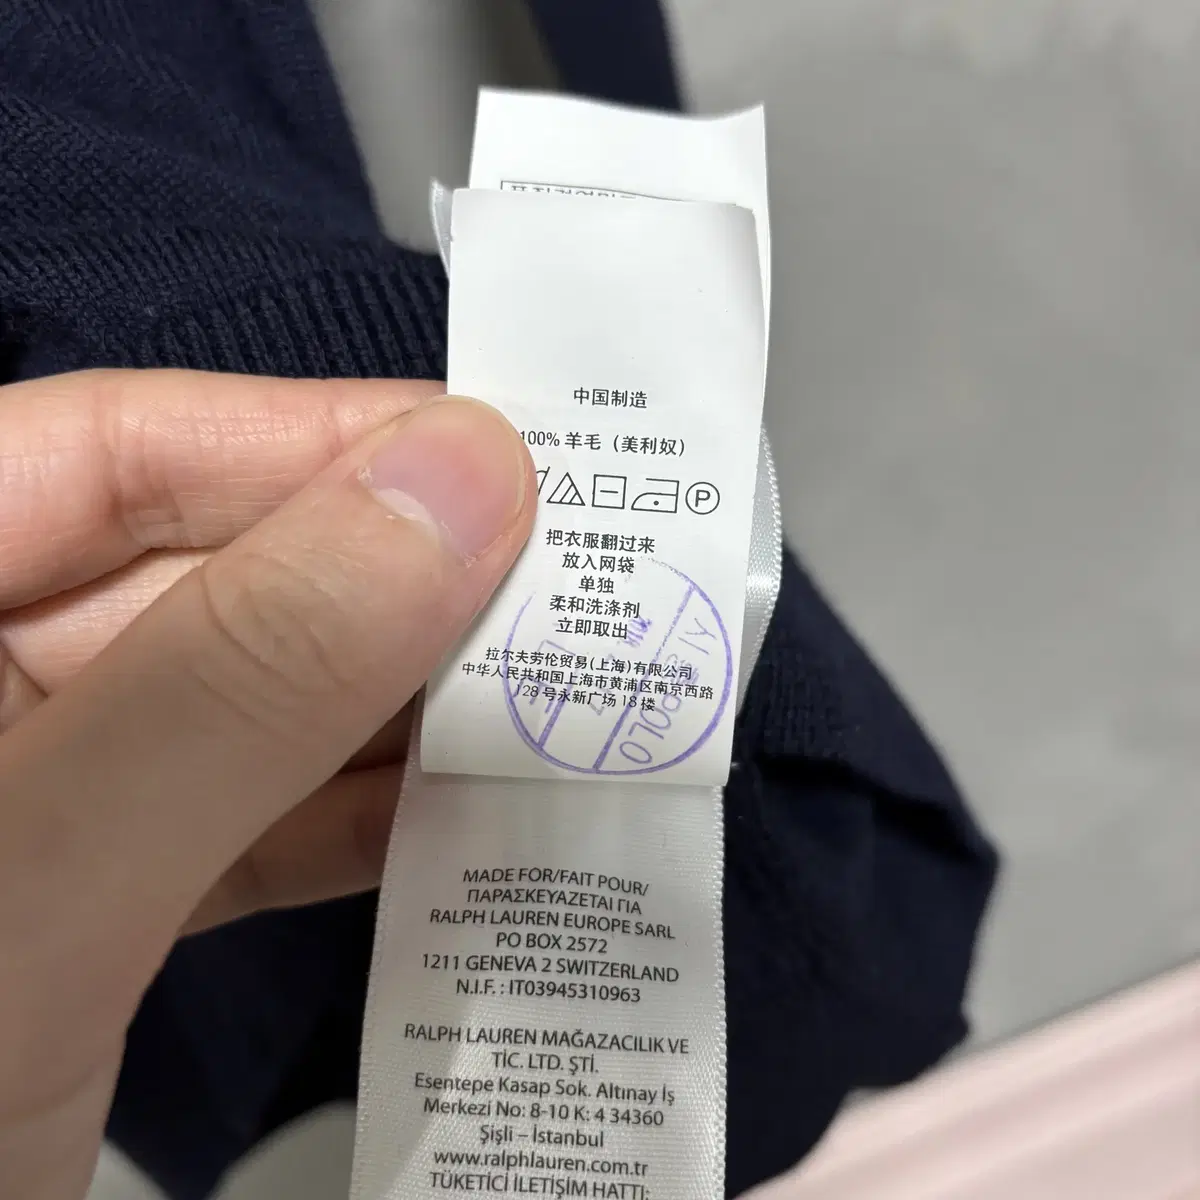 中国制造
100% 羊毛（美利奴）
P
把衣服翻过来
放入网袋
单独
柔和洗涤剂
立即取出
拉尔夫劳伦贸易(上海)有限公司
中华人民共和国上海市黄浦区南京西路
128 号永新广场 18 楼
POLO
MADE FOR/FAIT POUR/
ΠΑΡΑΣΚΕΥΑΖΕΤΑΙ ΓΙΑ
RALPH LAUREN EUROPE SARL
PO BOX 2572
1211 GENEVA 2 SWITZERLAND
N.I.F. : IT03945310963
RALPH LAUREN MAĞAZACILIK VE
TİC. LTD. ŞTİ.
Esentepe Kasap Sok. Altınay İş
Merkezi No: 8-10 K: 4 34360
Şişli – İstanbul
www.ralphlauren.com.tr
TÜKETİCİ İLETİŞİM HATTI: